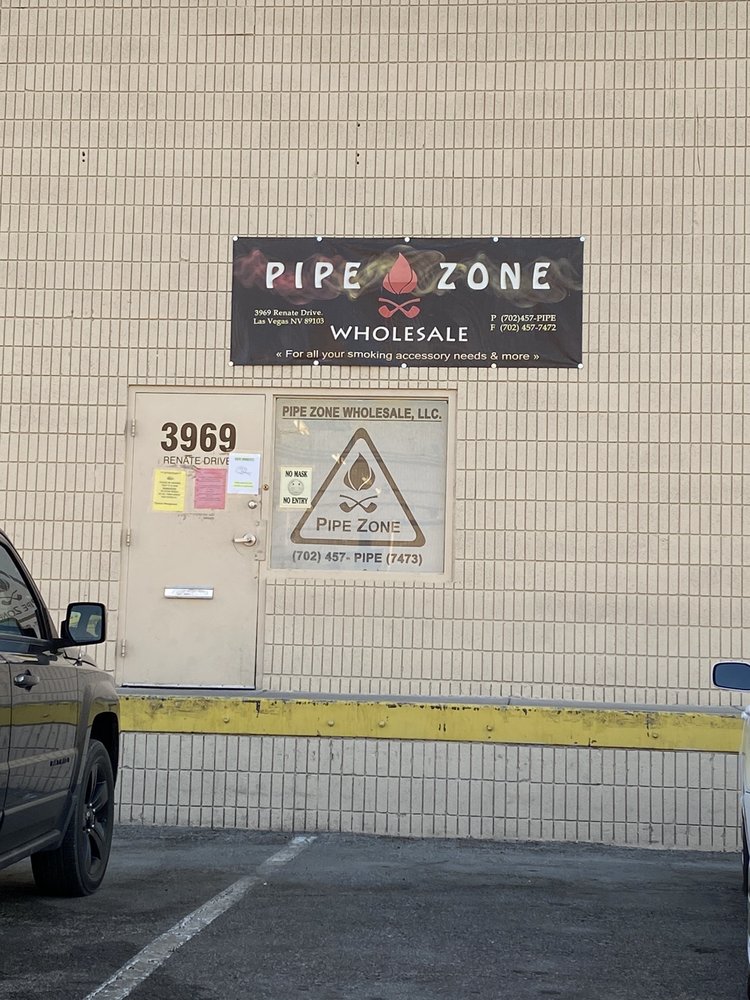 PIPE ZONE
3969 Renate Drive.
Las Vegas NV 89103
P (702)457-PIPE
F (702) 457-7472
WHOLESALE
« For all your smoking accessory needs & more »
3969
RENATE DRIVE
PIPE ZONE WHOLESALE, LLC.
NO MASK
NO ENTRY
PIPE ZONE
(702) 457- PIPE (7473)